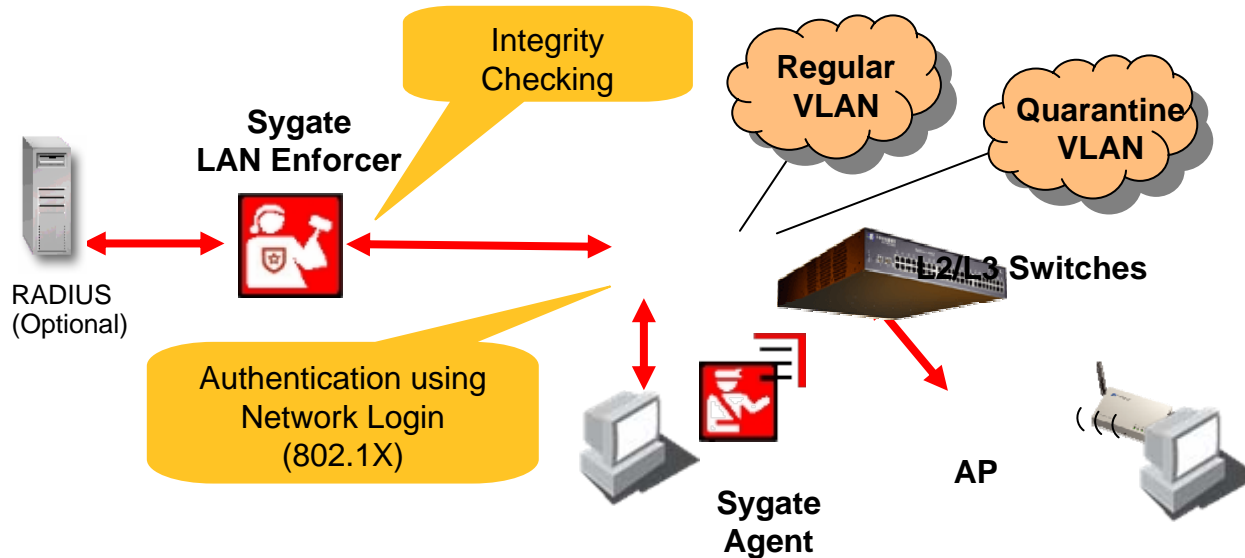 Integrity
Checking
Regular
VLAN
Quarantine
VLAN
Sygate
LAN Enforcer
L2/L3 Switches
RADIUS
(Optional)
Authentication using
Network Login
(802.1X)
AP
Sygate
Agent